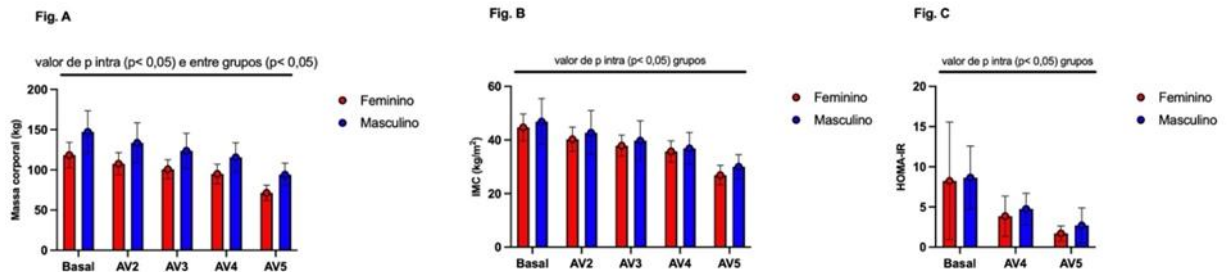 Fig. A
valor de p intra (p< 0,05) e entre grupos (p< 0,05)
Massa corporal (kg)
200
150
100
50
0
Basal AV2 AV3 AV4 AV5
Feminino
Masculino
Fig. B
valor de p intra (p< 0,05) grupos
IMC (kg/m²)
60
40
20
0
Basal AV2 AV3 AV4 AV5
Feminino
Masculino
Fig. C
valor de p intra (p< 0,05) grupos
HOMA-IR
20
15
10
5
0
Basal AV4 AV5
Feminino
Masculino